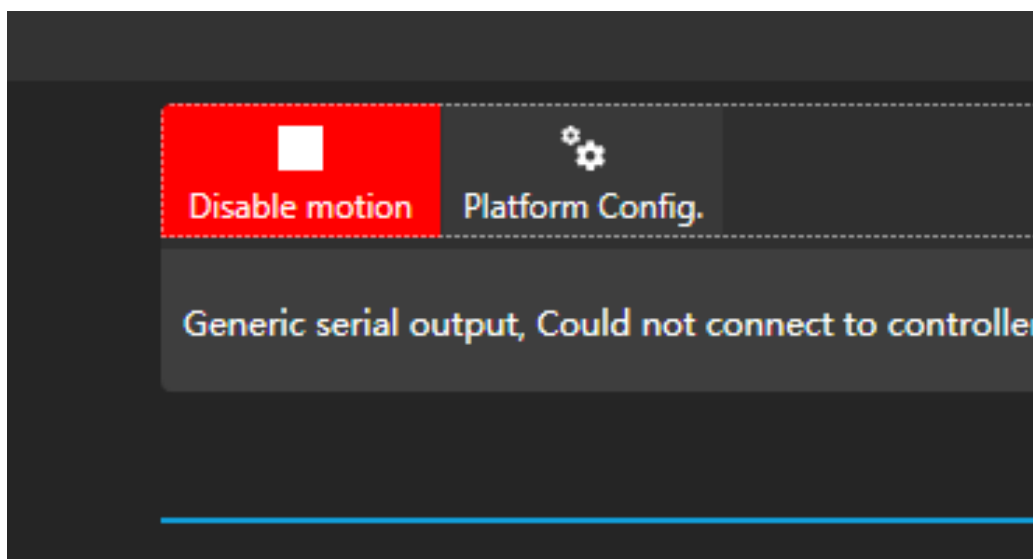 Disable motion
Platform Config.
Generic serial output, Could not connect to controller